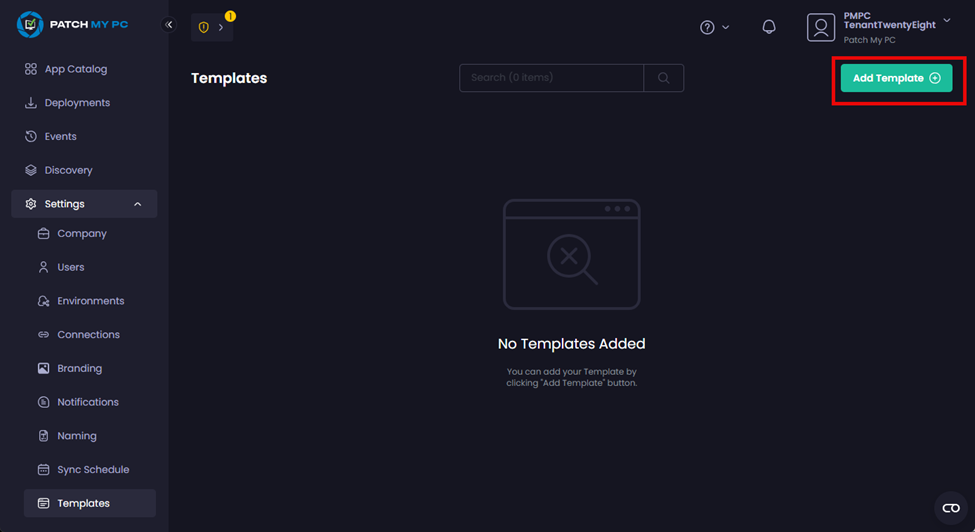 PATCH MY PC
1
PMPC
TenantTwentyEight
Patch My PC
Templates
Search (0 items)
Add Template
App Catalog
Deployments
Events
Discovery
Settings
Company
Users
Environments
Connections
Branding
Notifications
Naming
Sync Schedule
Templates
No Templates Added
You can add your Template by
clicking "Add Template" button.